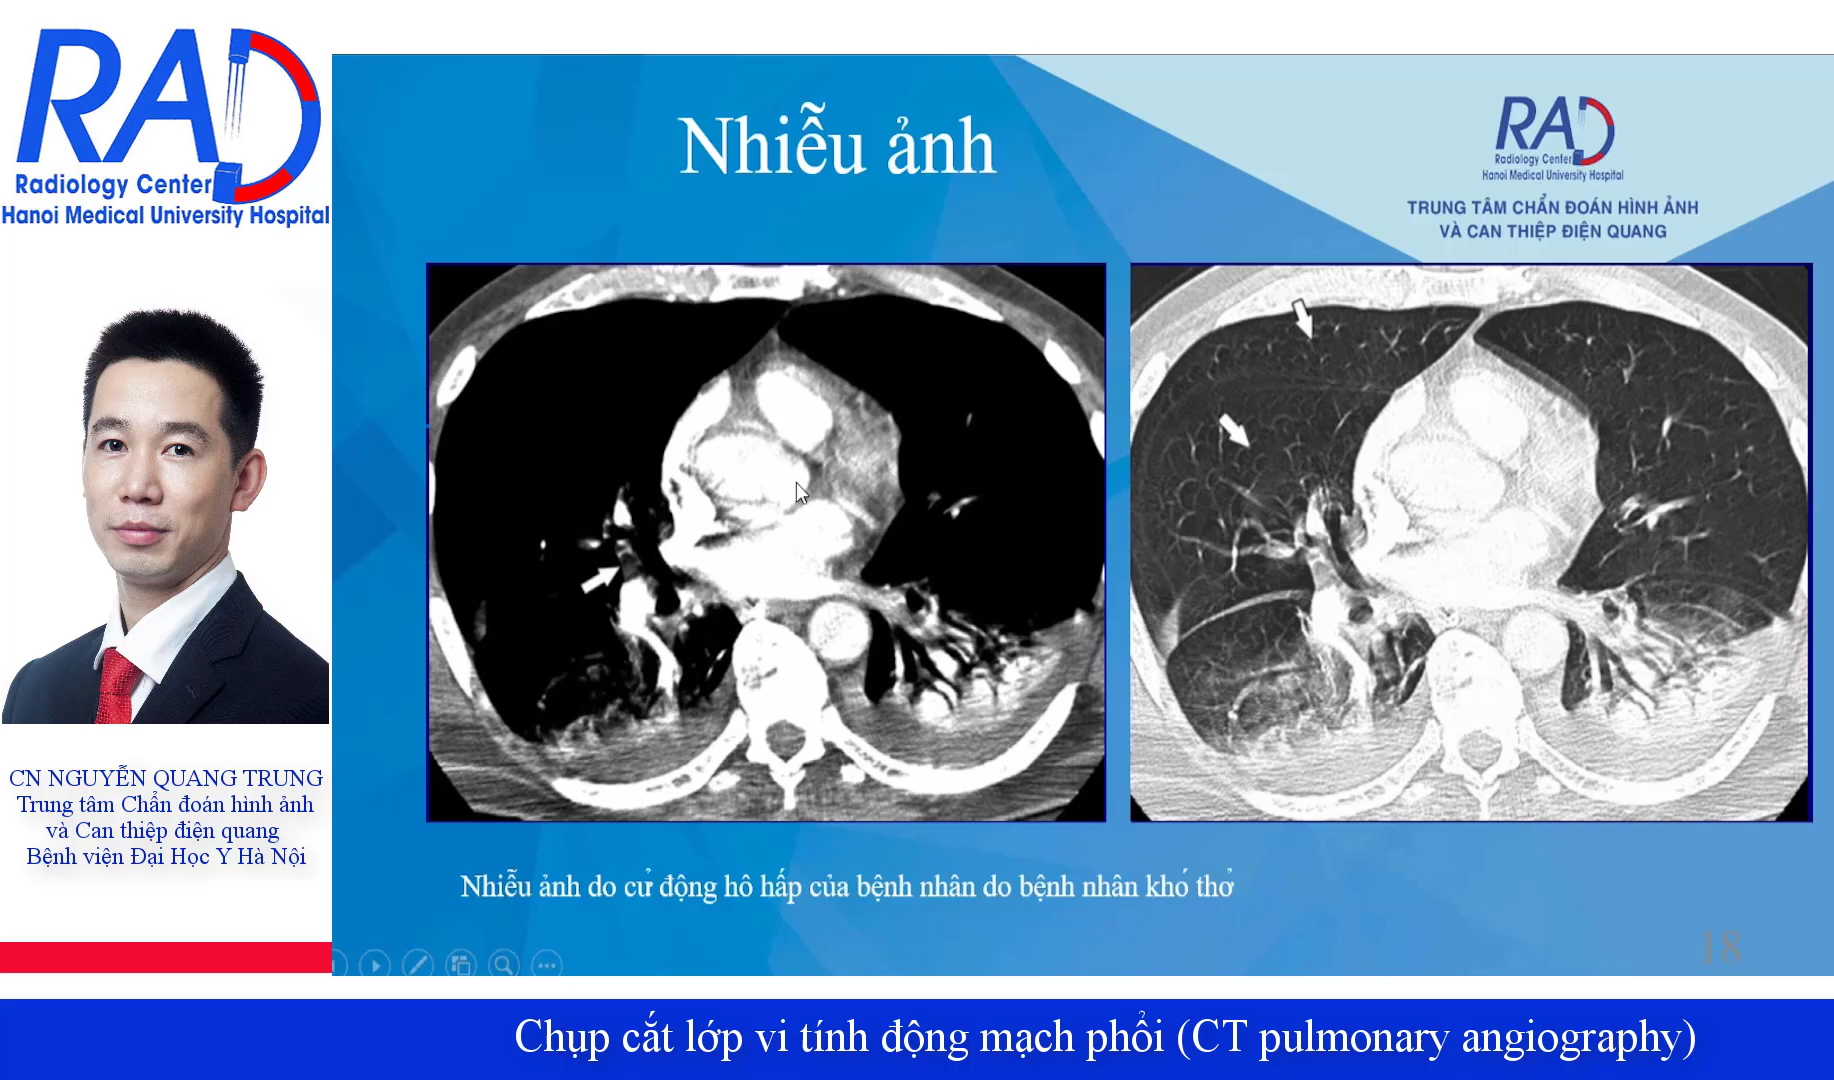 RAD
Radiology Center
Hanoi Medical University Hospital
CN NGUYỄN QUANG TRUNG
Trung tâm Chẩn đoán hình ảnh
và Can thiệp điện quang
Bệnh viện Đại Học Y Hà Nội
Nhiễu ảnh
RAD
Radiology Center
Hanoi Medical University Hospital
TRUNG TÂM CHẨN ĐOÁN HÌNH ẢNH
VÀ CAN THIỆP ĐIỆN QUANG
Nhiễu ảnh do cử động hô hấp của bệnh nhân do bệnh nhân khó thở
18
Chụp cắt lớp vi tính động mạch phổi (CT pulmonary angiography)